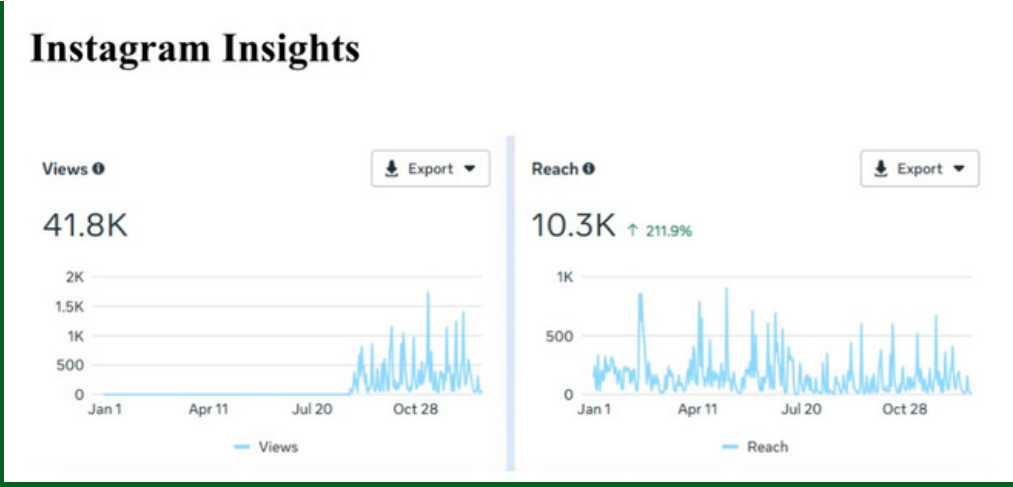 Instagram Insights
Views
Export
41.8K
2K
1.5K
1K
500
0
Jan 1
Apr 11
Jul 20
Oct 28
Views
Reach
Export
10.3K ↑ 211.9%
1K
500
0
Jan 1
Apr 11
Jul 20
Oct 28
Reach